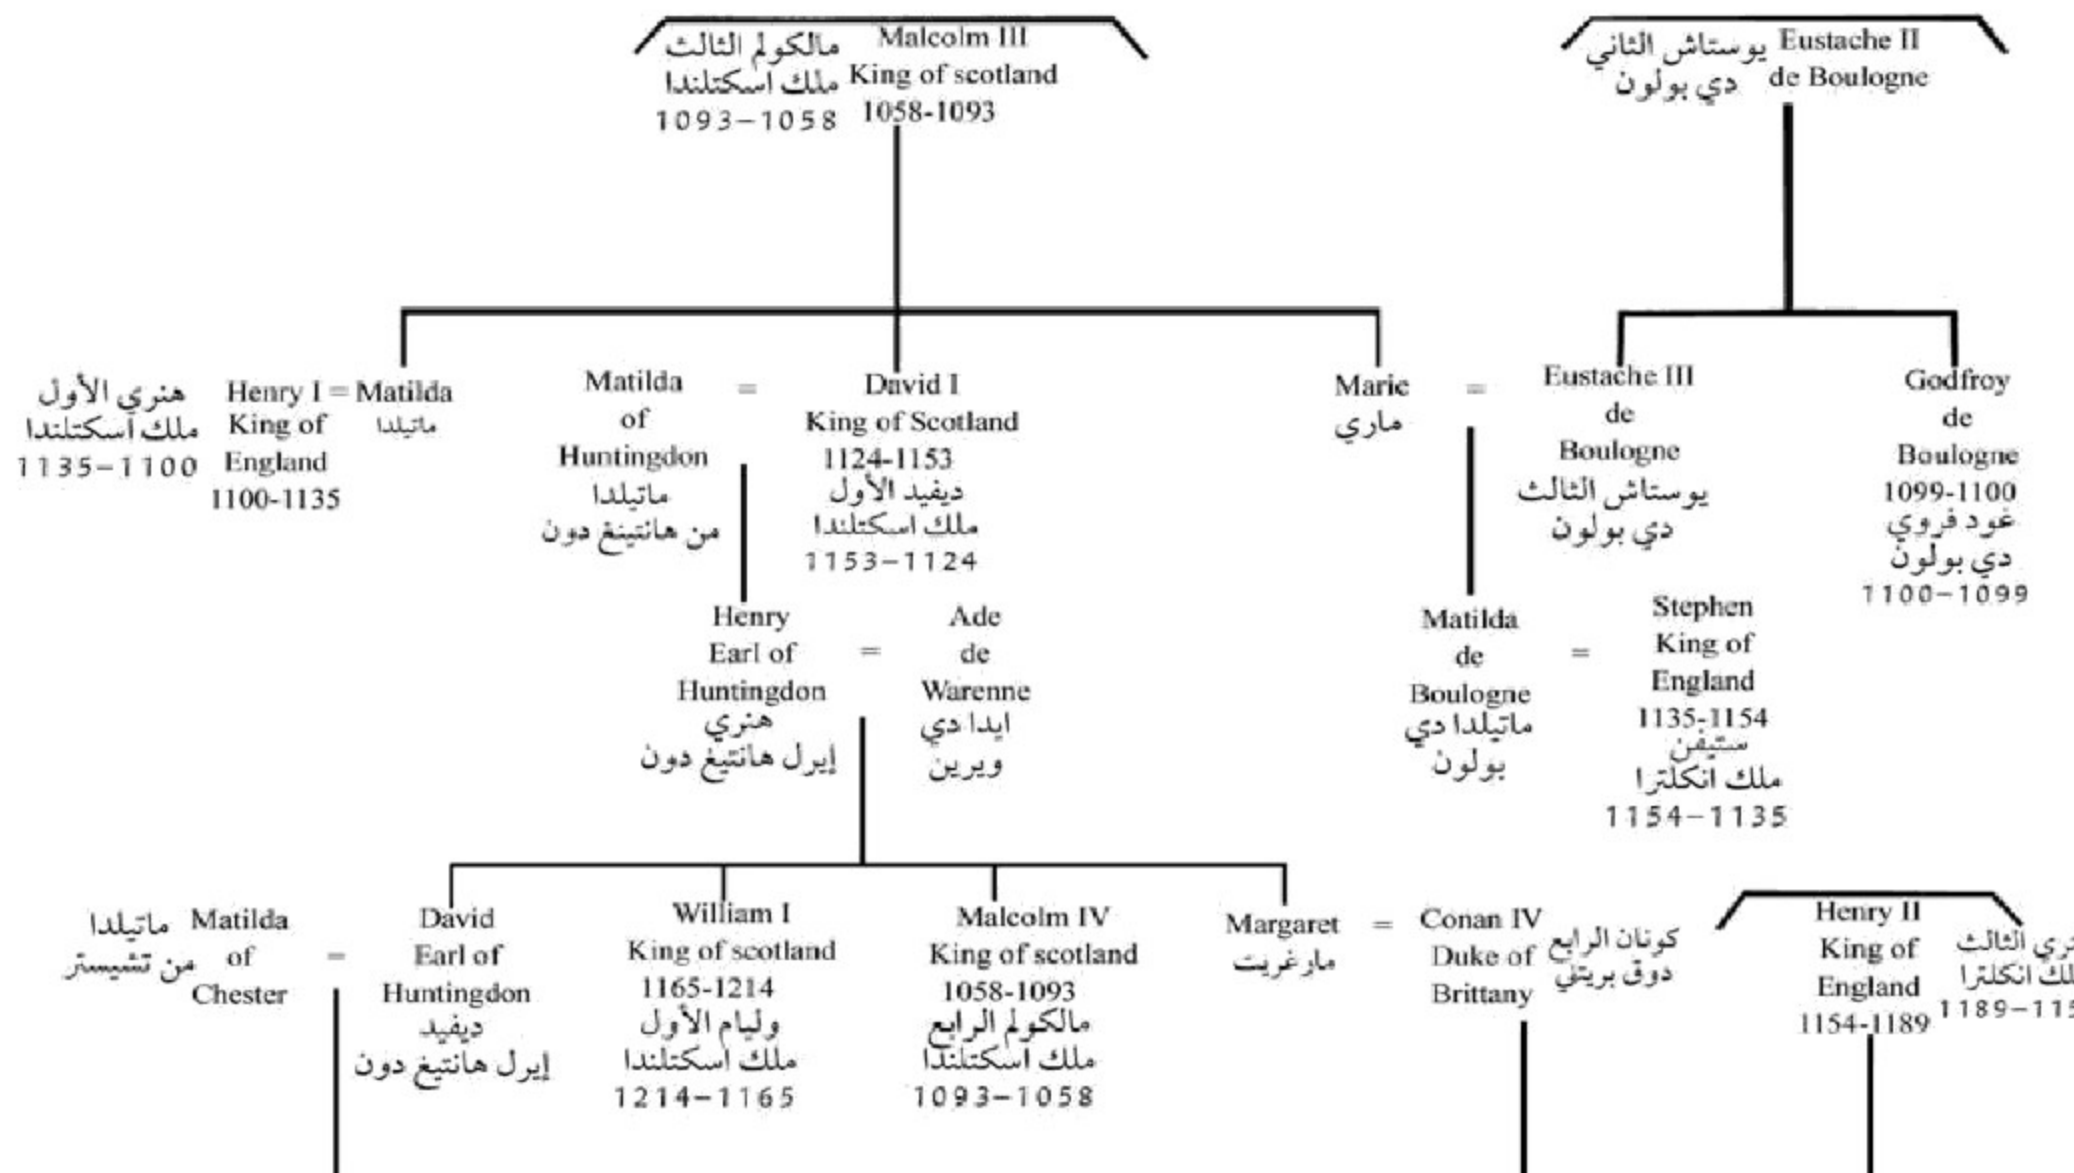 مالكولم الثالث
ملك اسكتلندا
1093-1058
Malcolm III
King of scotland
1058-1093
يوستاش الثاني
دي بولون
Eustache II
de Boulogne
هنري الأول
ملك اسكتلندا
1135-1100
Henry I = Matilda
King of
England
1100-1135
ماتيلدا
Matilda
of
Huntingdon
ماتيلدا
من هانتينغ دون
=
David I
King of Scotland
1124-1153
ديفيد الأول
ملك اسكتلندا
1153-1124
Marie
ماري
=
Eustache III
de
Boulogne
يوستاش الثالث
دي بولون
Godfroy
de
Boulogne
1099-1100
غود فروي
دي بولون
1100-1099
Henry
Earl of
Huntingdon
هنري
إيرل هانتيغ دون
=
Ade
de
Warenne
ايدا دي
ويرين
Matilda
de
Boulogne
ماتيلدا دي
بولون
=
Stephen
King of
England
1135-1154
ستيفن
ملك انكلترا
1154-1135
ماتيلدا
من تشيستر
Matilda
of
Chester
=
David
Earl of
Huntingdon
ديفيد
إيرل هانتيغ دون
William I
King of scotland
1165-1214
وليام الأول
ملك اسكتلندا
1214-1165
Malcolm IV
King of scotland
1058-1093
مالكولم الرابع
ملك اسكتلندا
1093-1058
Margaret
مارغريت
=
Conan IV
Duke of
Brittany
كونان الرابع
دوق بريتني
Henry II
King of
England
1154-1189
الثالث
انكلترا
1189-115